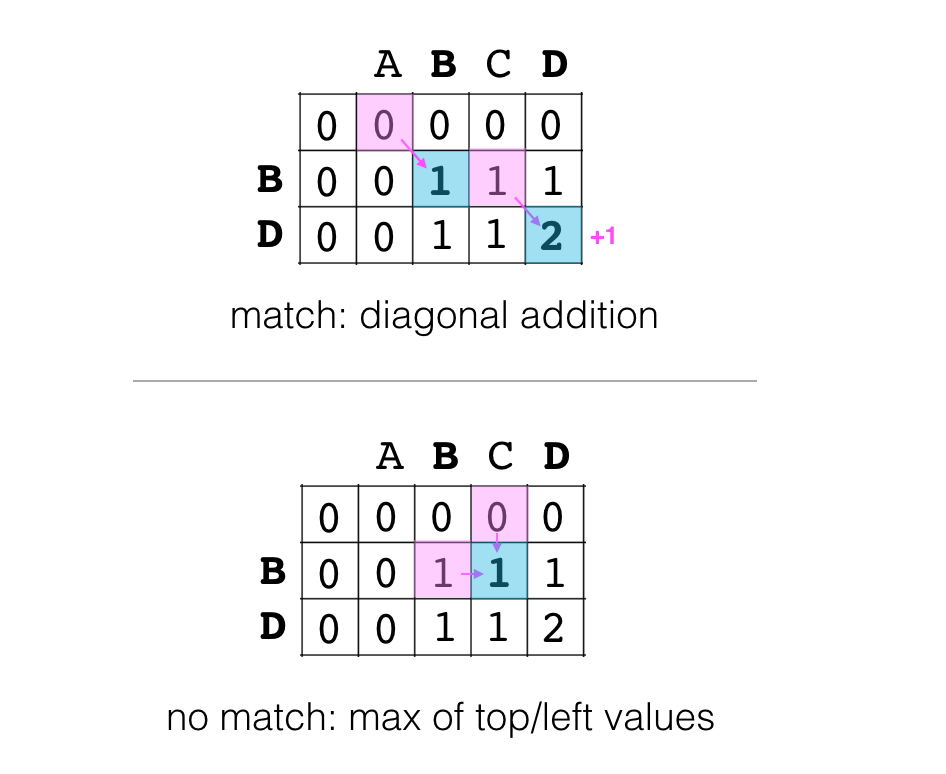 A B C D
0 0 0 0 0
B 0 0 1 1 1
D 0 0 1 1 2 +1
match: diagonal addition
A B C D
0 0 0 0 0
B 0 0 1 1 1
D 0 0 1 1 2
no match: max of top/left values